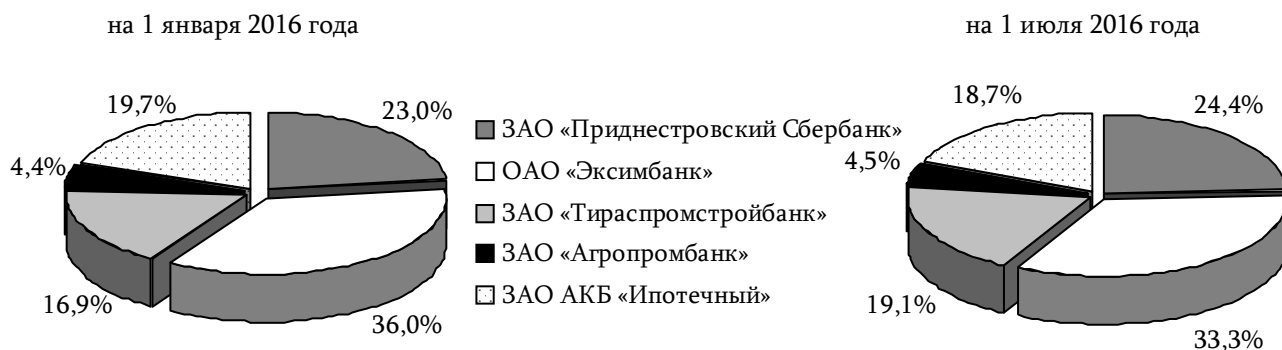 на 1 января 2016 года
на 1 июля 2016 года
19,7%
23,0%
4,4%
16,9%
36,0%
ЗАО «Приднестровский Сбербанк»
ОАО «Эксимбанк»
ЗАО «Тираспромстройбанк»
ЗАО «Агропромбанк»
ЗАО АКБ «Ипотечный»
18,7%
24,4%
4,5%
19,1%
33,3%